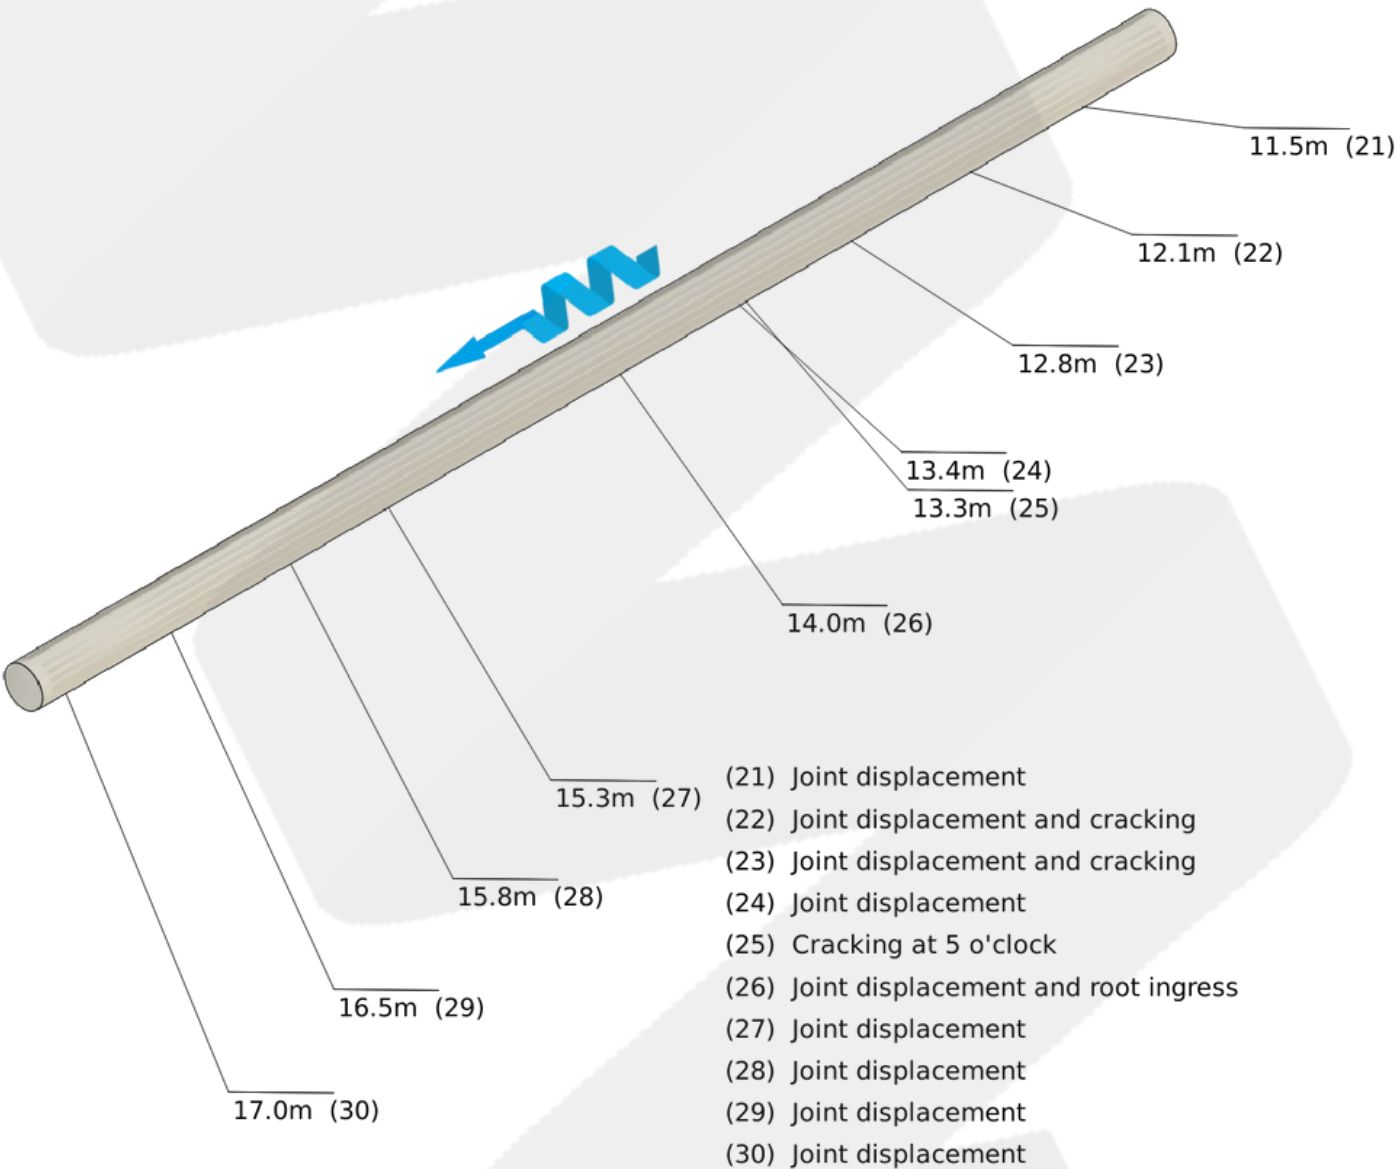 11.5m (21)
12.1m (22)
12.8m (23)
13.4m (24)
13.3m (25)
14.0m (26)
15.3m (27)
15.8m (28)
16.5m (29)
17.0m (30)
(21) Joint displacement
(22) Joint displacement and cracking
(23) Joint displacement and cracking
(24) Joint displacement
(25) Cracking at 5 o'clock
(26) Joint displacement and root ingress
(27) Joint displacement
(28) Joint displacement
(29) Joint displacement
(30) Joint displacement